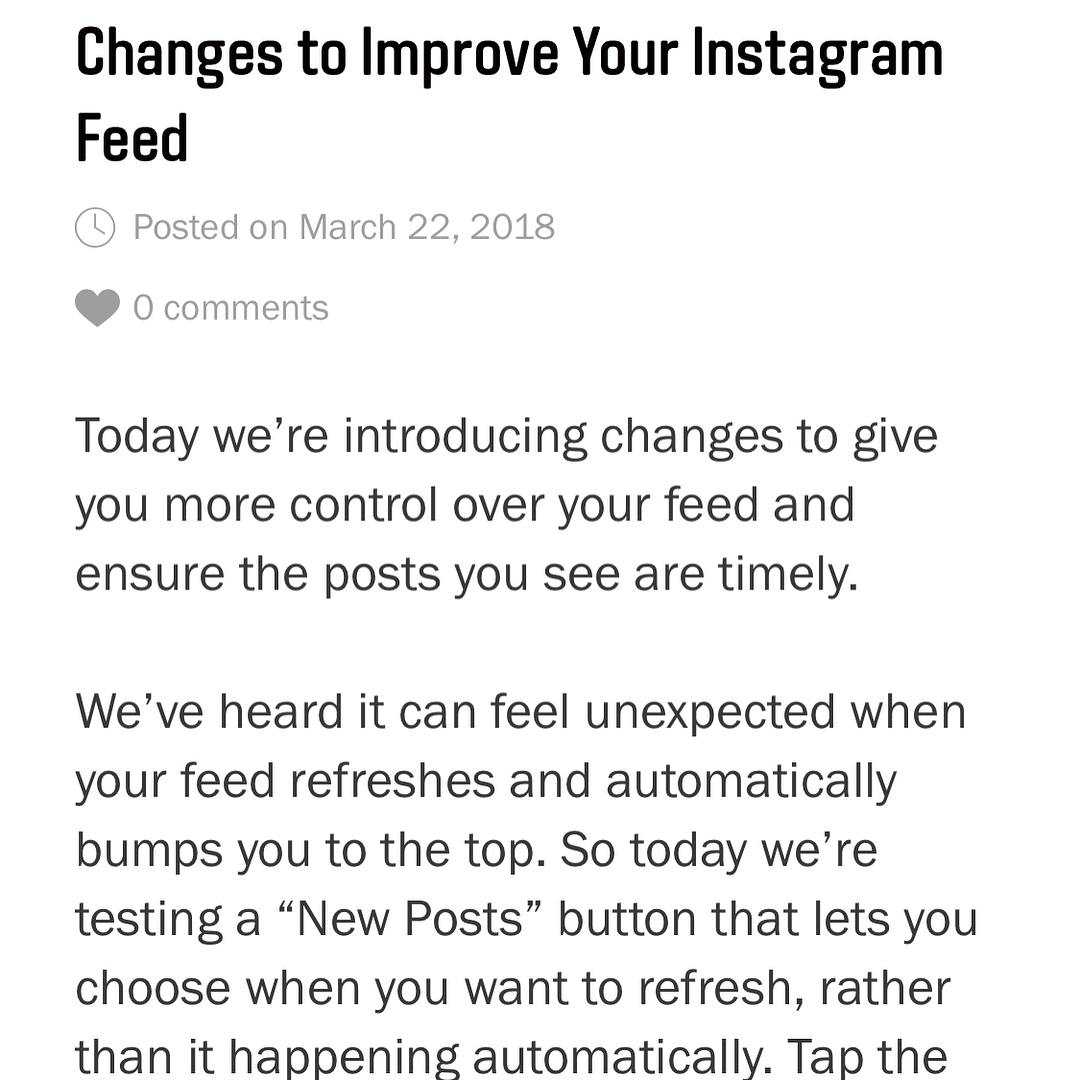 Changes to Improve Your Instagram
Feed
Posted on March 22, 2018
0 comments
Today we’re introducing changes to give
you more control over your feed and
ensure the posts you see are timely.
We’ve heard it can feel unexpected when
your feed refreshes and automatically
bumps you to the top. So today we’re
testing a “New Posts” button that lets you
choose when you want to refresh, rather
than it happening automatically. Tap the